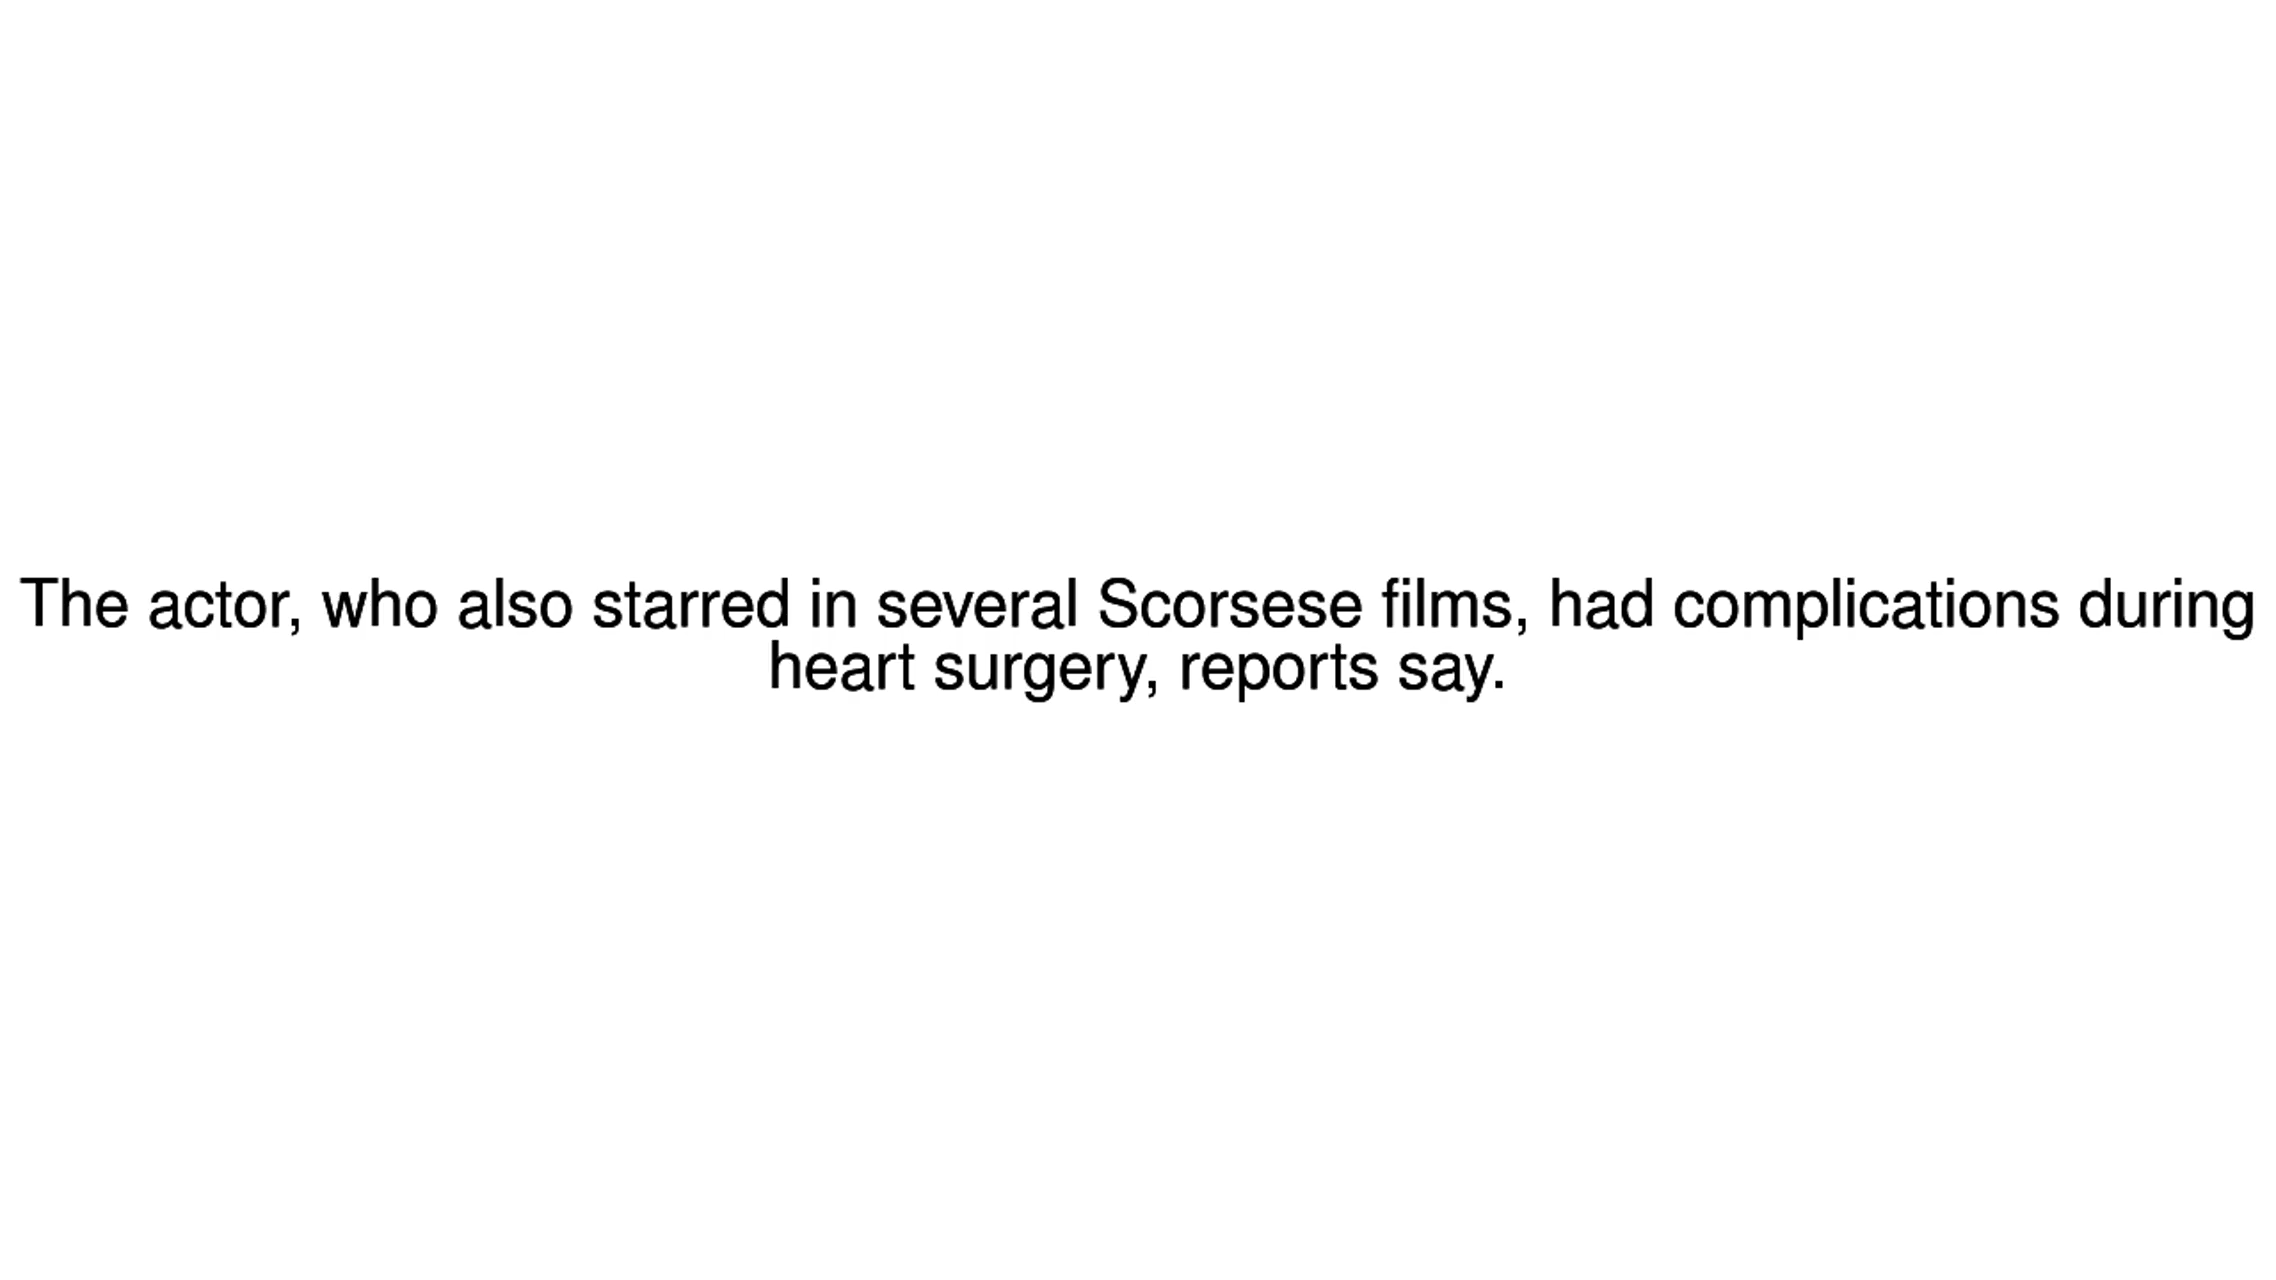 The actor, who also starred in several Scorsese films, had complications during
heart surgery, reports say.